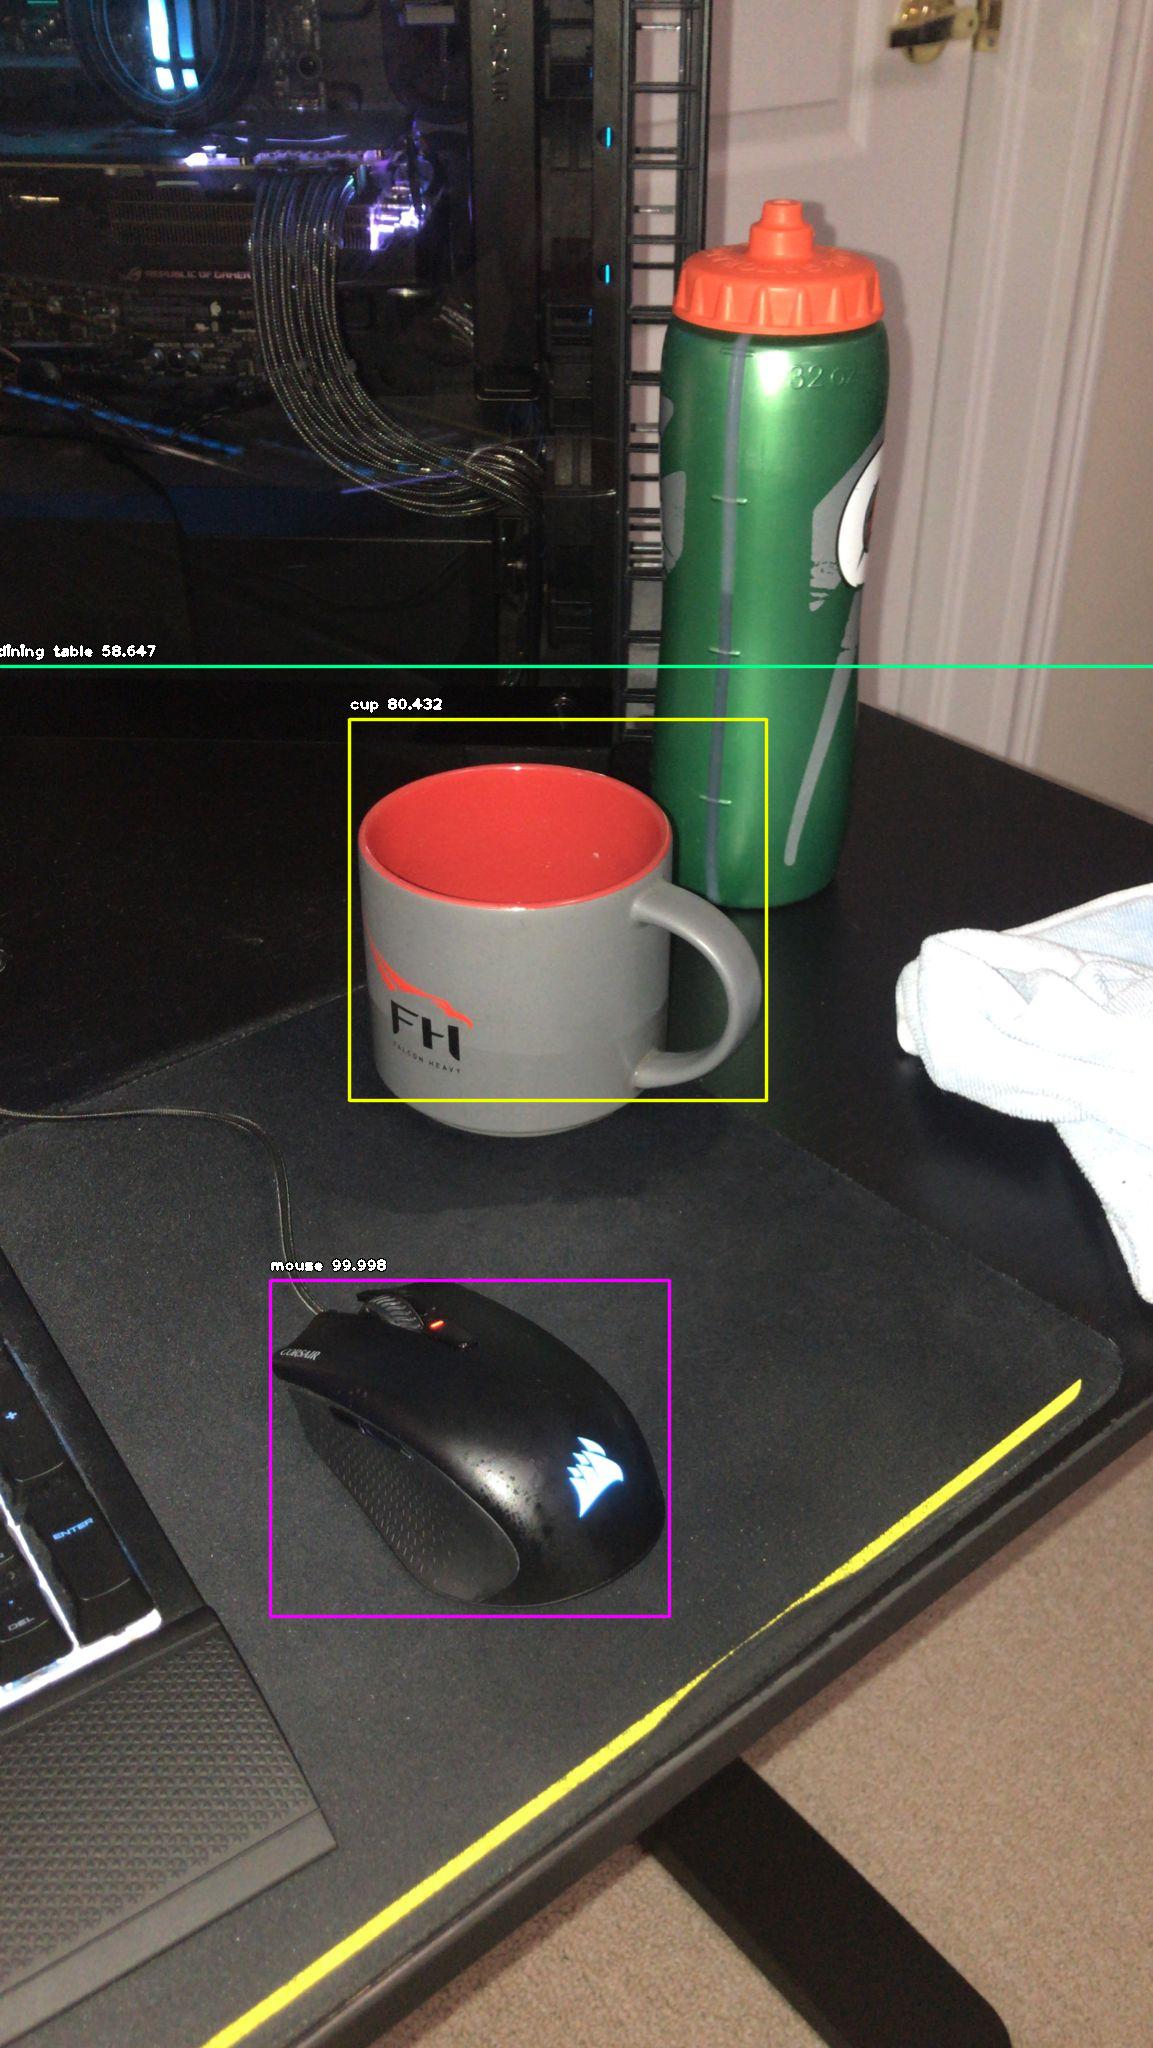 REPUBLIC OF GAMER
32 oz
dining table 58.647
cup 80.432
FH
FALCON HEAVY
mouse 99.998
CORSAIR
ENTER
DEL